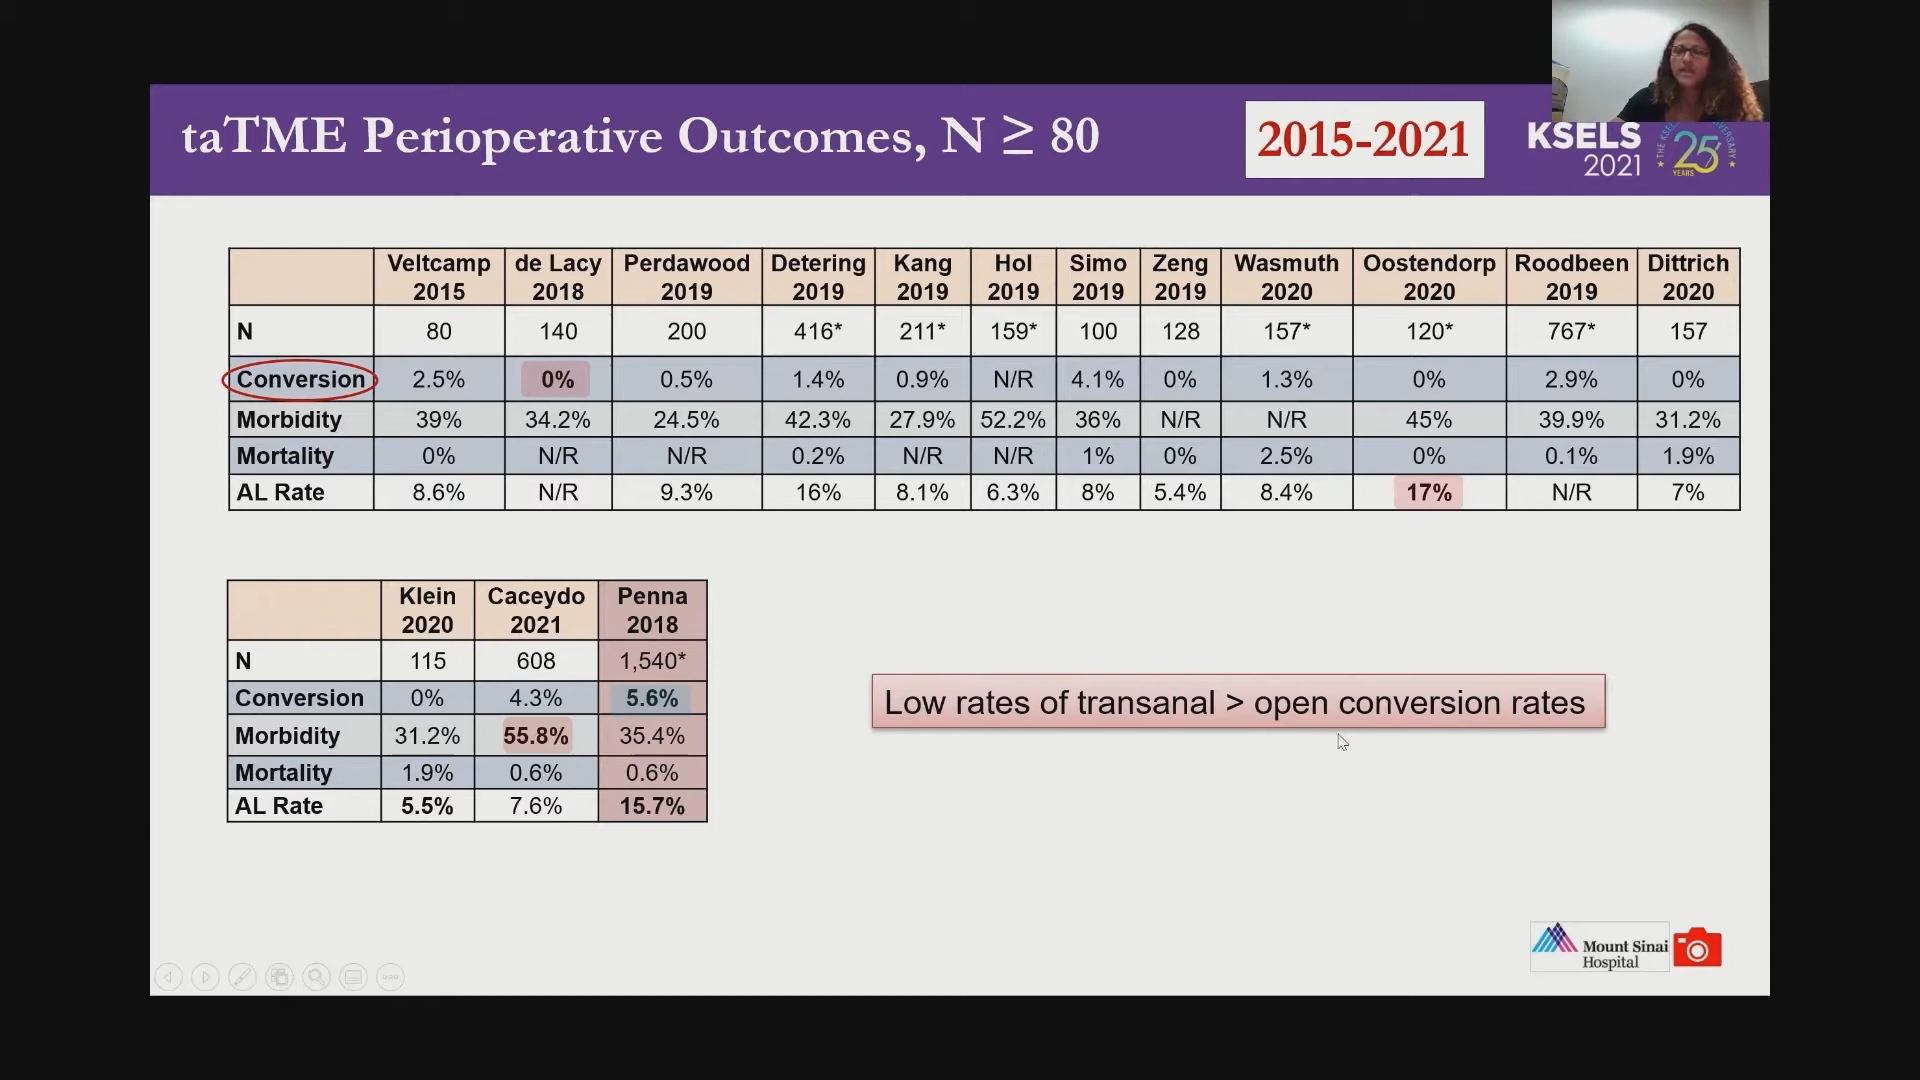 taTME Perioperative Outcomes, N ≥ 80
2015-2021
KSELS
2021
25
YEARS
Veltcamp 2015 de Lacy 2018 Perdawood 2019 Detering 2019 Kang 2019 Hol 2019 Simo 2019 Zeng 2019 Wasmuth 2020 Oostendorp 2020 Roodbeen 2019 Dittrich 2020
N 80 140 200 416* 211* 159* 100 128 157* 120* 767* 157
Conversion 2.5% 0% 0.5% 1.4% 0.9% N/R 4.1% 0% 1.3% 0% 2.9% 0%
Morbidity 39% 34.2% 24.5% 42.3% 27.9% 52.2% 36% N/R N/R 45% 39.9% 31.2%
Mortality 0% N/R N/R 0.2% N/R N/R 1% 0% 2.5% 0% 0.1% 1.9%
AL Rate 8.6% N/R 9.3% 16% 8.1% 6.3% 8% 5.4% 8.4% 17% N/R 7%
Klein 2020 Caceydo 2021 Penna 2018
N 115 608 1,540*
Conversion 0% 4.3% 5.6%
Morbidity 31.2% 55.8% 35.4%
Mortality 1.9% 0.6% 0.6%
AL Rate 5.5% 7.6% 15.7%
Low rates of transanal > open conversion rates
Mount Sinai
Hospital